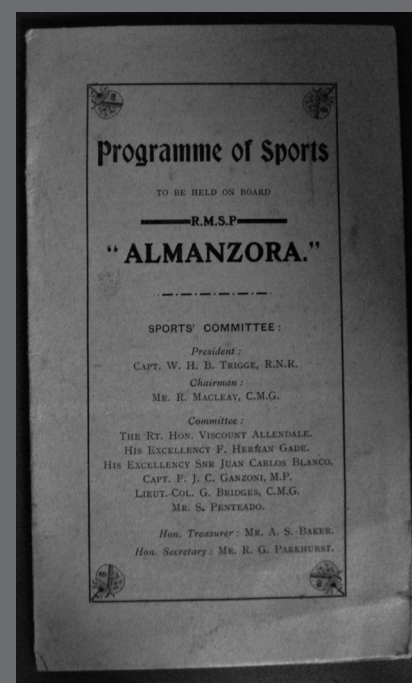 Programme of Sports
TO BE HELD ON BOARD
R.M.S.P
" ALMANZORA."
SPORTS' COMMITTEE :
President :
CAPT. W. H. B. TRIGGE, R.N.R.
Chairman :
MR. R. MACLEAY, C.M.G.
Committee :
THE RT. HON. VISCOUNT ALLENDALE.
HIS EXCELLENCY F. HERMAN GADE.
HIS EXCELLENCY SNR JUAN CARLOS BLANCO.
CAPT. F. J. C. GANZONI, M.P.
LIEUT.-COL. G. BRIDGES, C.M.G.
MR. S. PENTEADO.
Hon. Treasurer : MR. A. S. BAKER.
Hon. Secretary : MR. R. G. PARKHURST.